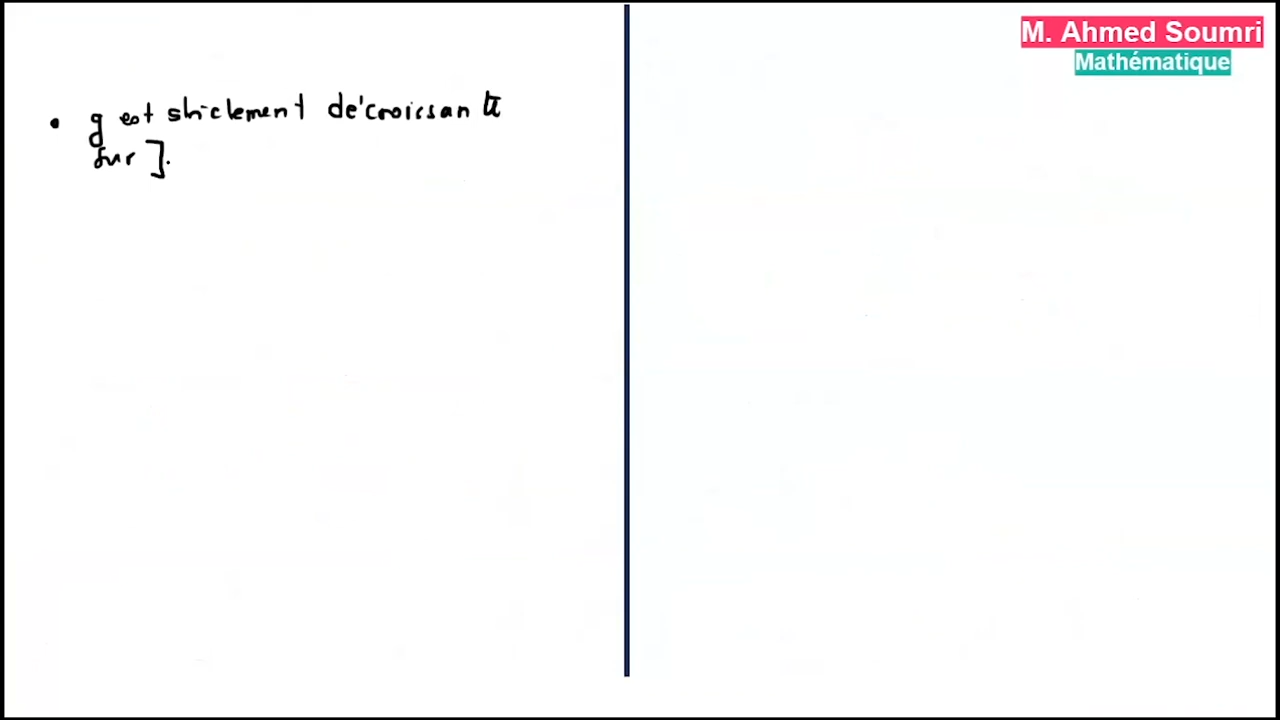 M. Ahmed Soumri
Mathématique
• g est strictement décroissante
sur ].